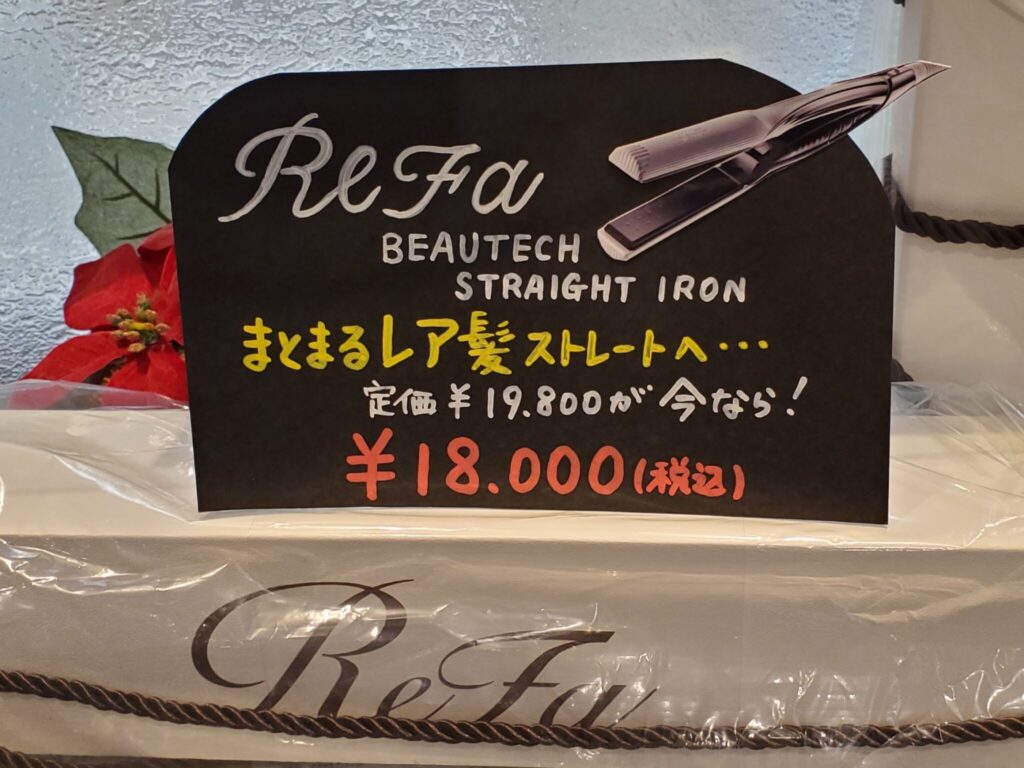 ReFa
BEAUTECH
STRAIGHT IRON
まとまるレア髪ストレートへ・・・
定価¥19.800が今なら!
¥18.000(税込)
ReFa